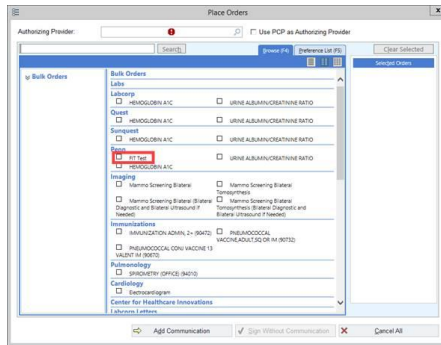 Place Orders
x
Authorizing Provider:
Use PCP as Authorizing Provider
Search
Browse (F4)
Preference List (F5)
Clear Selected
Selected Orders
Bulk Orders
Bulk Orders
Labs
Labcorp
HEMOGLOBIN A1C
URINE ALBUMIN/CREATININE RATIO
Quest
HEMOGLOBIN A1C
URINE ALBUMIN/CREATININE RATIO
Sunquest
HEMOGLOBIN A1C
URINE ALBUMIN/CREATININE RATIO
Penn
FIT Test
URINE ALBUMIN/CREATININE RATIO
HEMOGLOBIN A1C
Imaging
Mammo Screening Bilateral
Mammo Screening Bilateral
Tomosynthesis
Mammo Screening Bilateral (Bilateral
Diagnostic and Bilateral Ultrasound if
Needed)
Mammo Screening Bilateral
Tomosynthesis (Bilateral Diagnostic and
Bilateral Ultrasound if Needed)
Immunizations
IMMUNIZATION ADMIN, 2+ (90472)
PNEUMOCOCCAL
VACCINE,ADULT,SQ OR IM (90732)
PNEUMOCOCCAL CONJ VACCINE 13
VALENT IM (90670)
Pulmonology
SPIROMETRY (OFFICE) (94010)
Cardiology
Electrocardiogram
Center for Healthcare Innovations
Labcorp Letters
Add Communication
Sign Without Communication
Cancel All